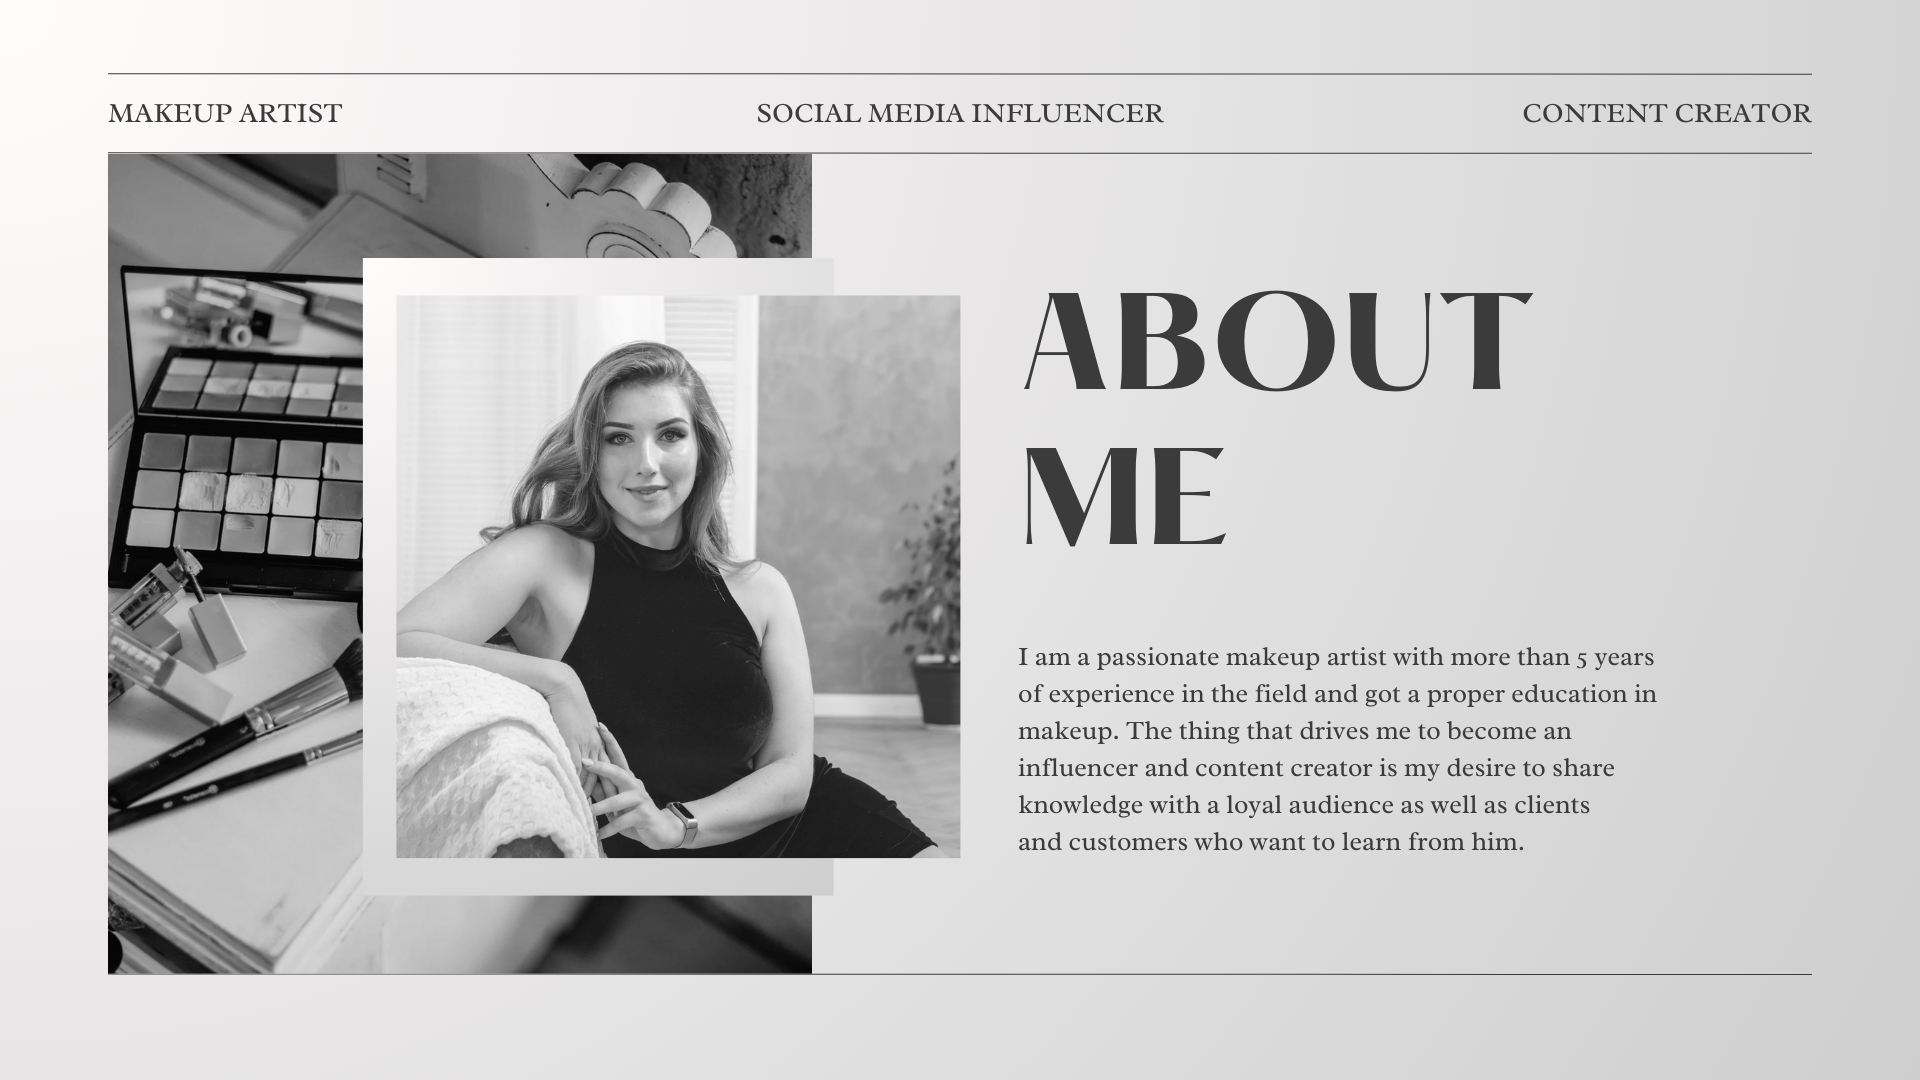 MAKEUP ARTIST
SOCIAL MEDIA INFLUENCER
CONTENT CREATOR
ABOUT
ME
I am a passionate makeup artist with more than 5 years
of experience in the field and got a proper education in
makeup. The thing that drives me to become an
influencer and content creator is my desire to share
knowledge with a loyal audience as well as clients
and customers who want to learn from him.